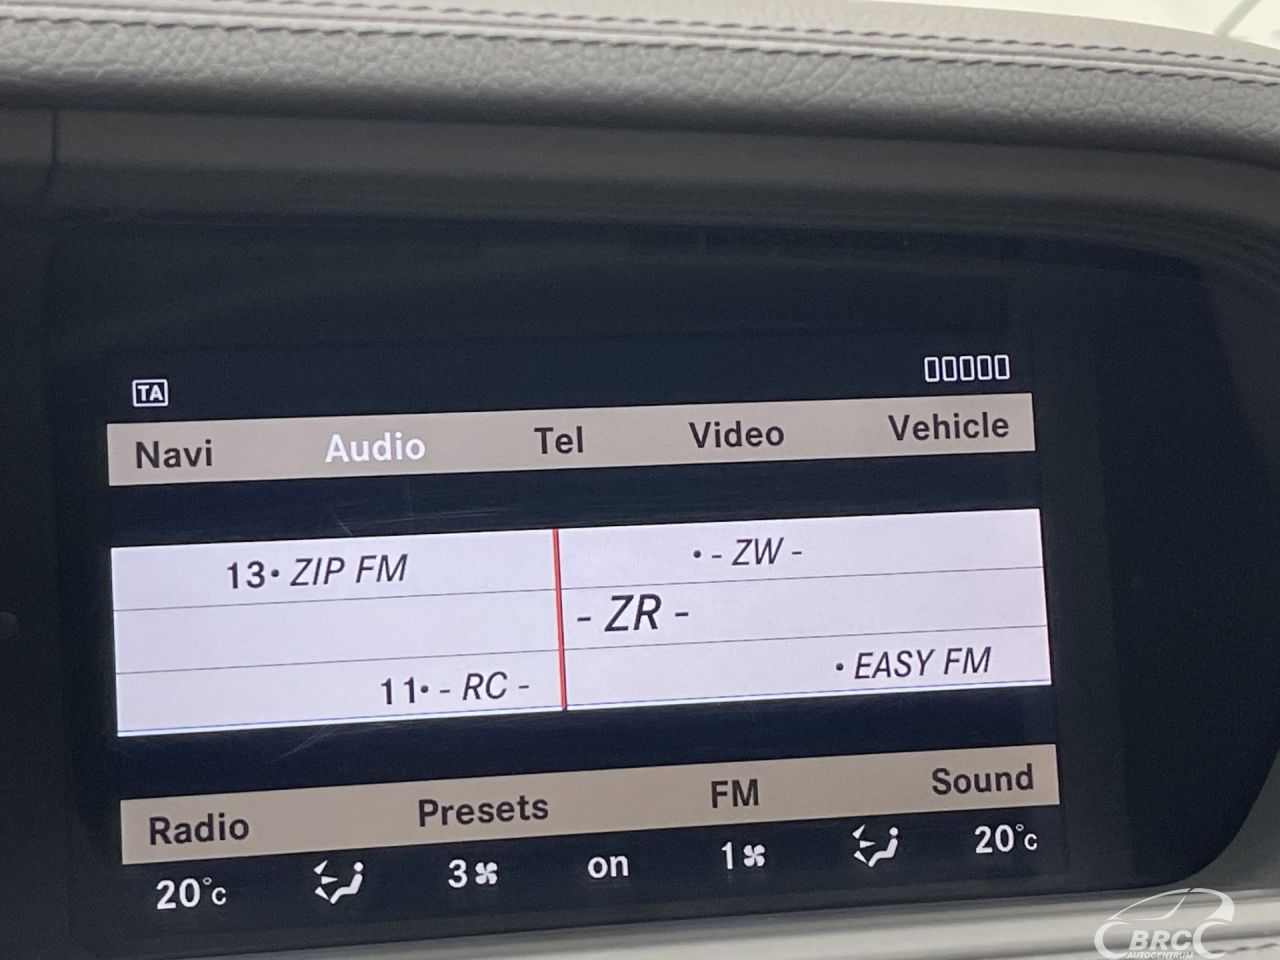 TA
Navi Audio Tel Video Vehicle
13• ZIP FM • - ZW -
- ZR -
11• - RC - • EASY FM
Radio Presets FM Sound
20°C 3 on 1 20°C
BRC
AUTOCENTRUM